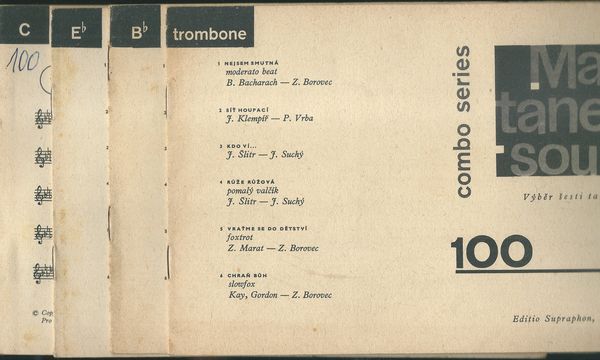 C
100
© Cop
Pro
E♭
B♭
trombone
1 NEJSEM SMUTNÁ
moderato beat
B. Bacharach — Z. Borovec
2 SÍŤ HOUPACÍ
J. Klempíř — P. Vrba
3 KDO VÍ...
J. Šlitr — J. Suchý
4 RŮŽE RŮŽOVÁ
pomalý valčík
J. Šlitr — J. Suchý
5 VRAŤME SE DO DĚTSTVÍ
foxtrot
Z. Marat — Z. Borovec
6 CHRAŇ BŮH
slowfox
Kay, Gordon — Z. Borovec
combo series
Ma
tane
sou
Výběr šesti ta
100
Editio Supraphon,